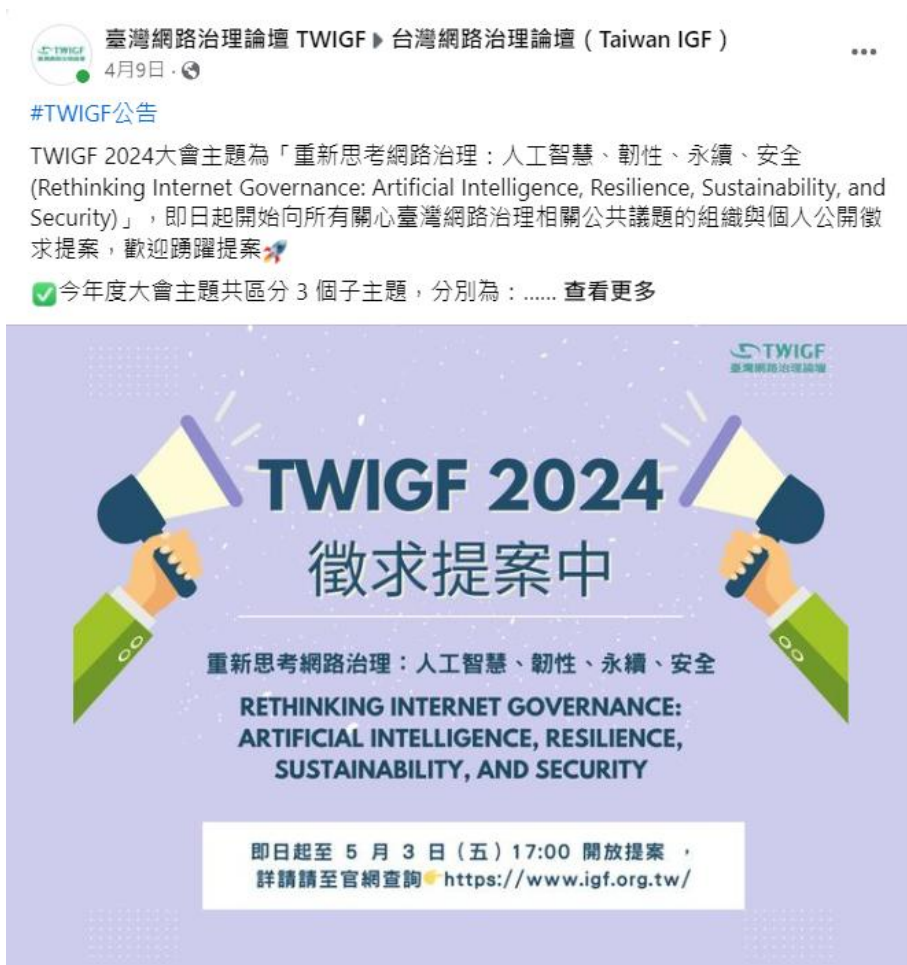 臺灣網路治理論壇 TWIGF ▸ 台灣網路治理論壇（Taiwan IGF）
4月9日
#TWIGF公告
TWIGF 2024大會主題為「重新思考網路治理：人工智慧、韌性、永續、安全
(Rethinking Internet Governance: Artificial Intelligence, Resilience, Sustainability, and
Security)」，即日起開始向所有關心臺灣網路治理相關公共議題的組織與個人公開徵
求提案，歡迎踴躍提案🚀
✅今年度大會主題共區分 3 個子主題，分別為：...... 查看更多
TWIGF
臺灣網路治理論壇
TWIGF 2024
徵求提案中
重新思考網路治理：人工智慧、韌性、永續、安全
RETHINKING INTERNET GOVERNANCE:
ARTIFICIAL INTELLIGENCE, RESILIENCE,
SUSTAINABILITY, AND SECURITY
即日起至 5 月 3 日（五）17:00 開放提案 ，
詳請請至官網查詢👉https://www.igf.org.tw/